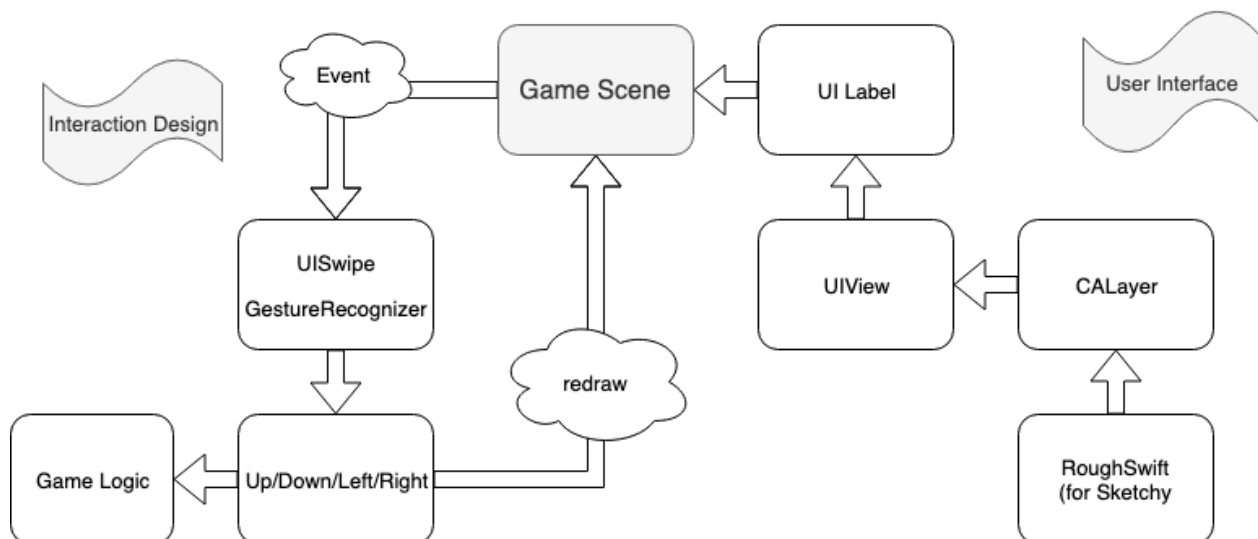 Event
Game Scene
UI Label
User Interface
Interaction Design
UISwipe
GestureRecognizer
UIView
CALayer
redraw
Game Logic
Up/Down/Left/Right
RoughSwift
(for Sketchy